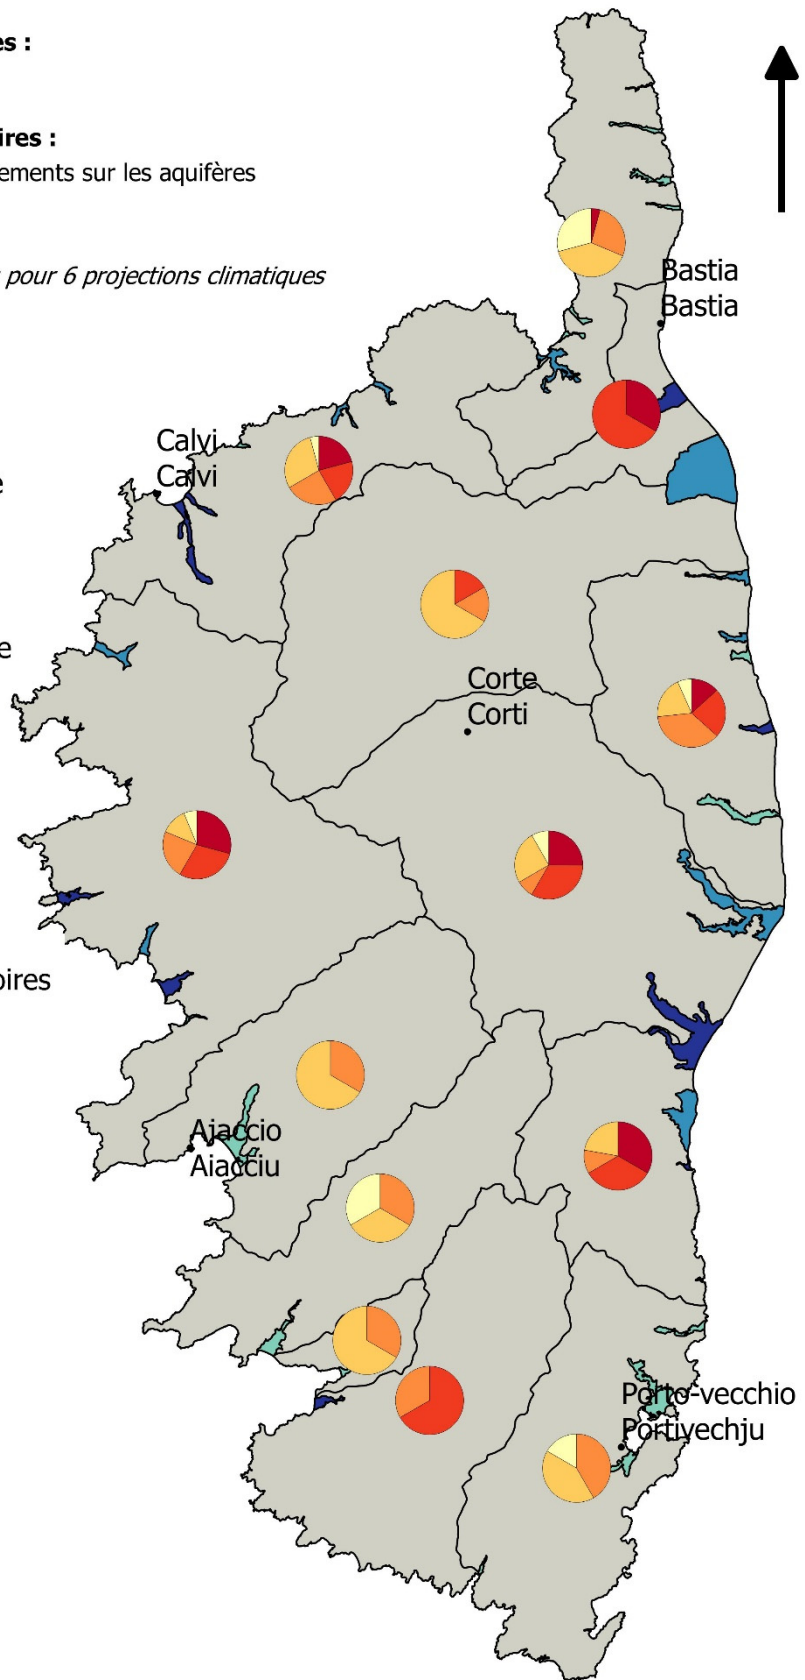 es :
ires :
ements sur les aquifères
s pour 6 projections climatiques
Bastia
Bastia
Calvi
Calvi
e
e
Corte
Corti
oires
Ajaccio
Aiacciu
Porto-vecchio
Portivechju